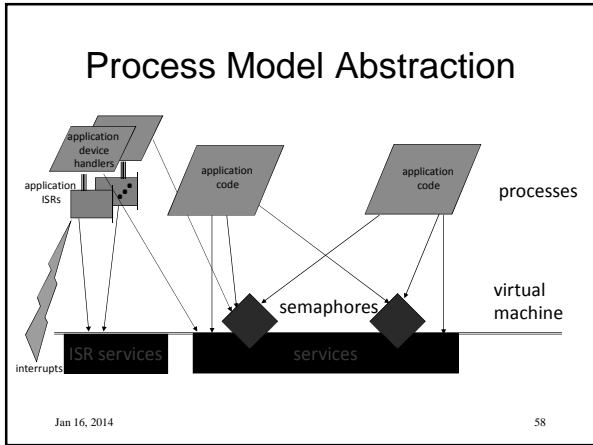 Process Model Abstraction
application
device
handlers
application
ISRs
application
code
application
code
processes
semaphores
virtual
machine
ISR services
services
interrupts
Jan 16, 2014
58